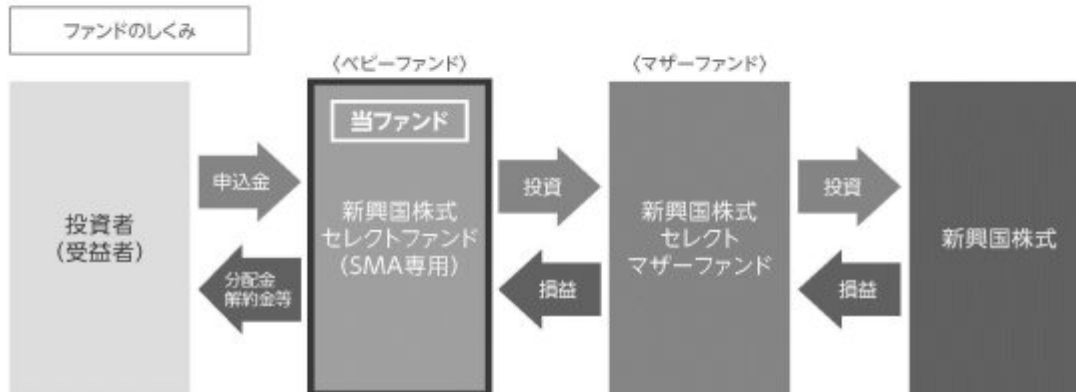 ファンドのしくみ
〈ベビーファンド〉
〈マザーファンド〉
投資者
(受益者)
申込金
分配金
解約金等
当ファンド
新興国株式
セレクトファンド
(SMA専用)
投資
損益
新興国株式
セレクト
マザーファンド
投資
損益
新興国株式